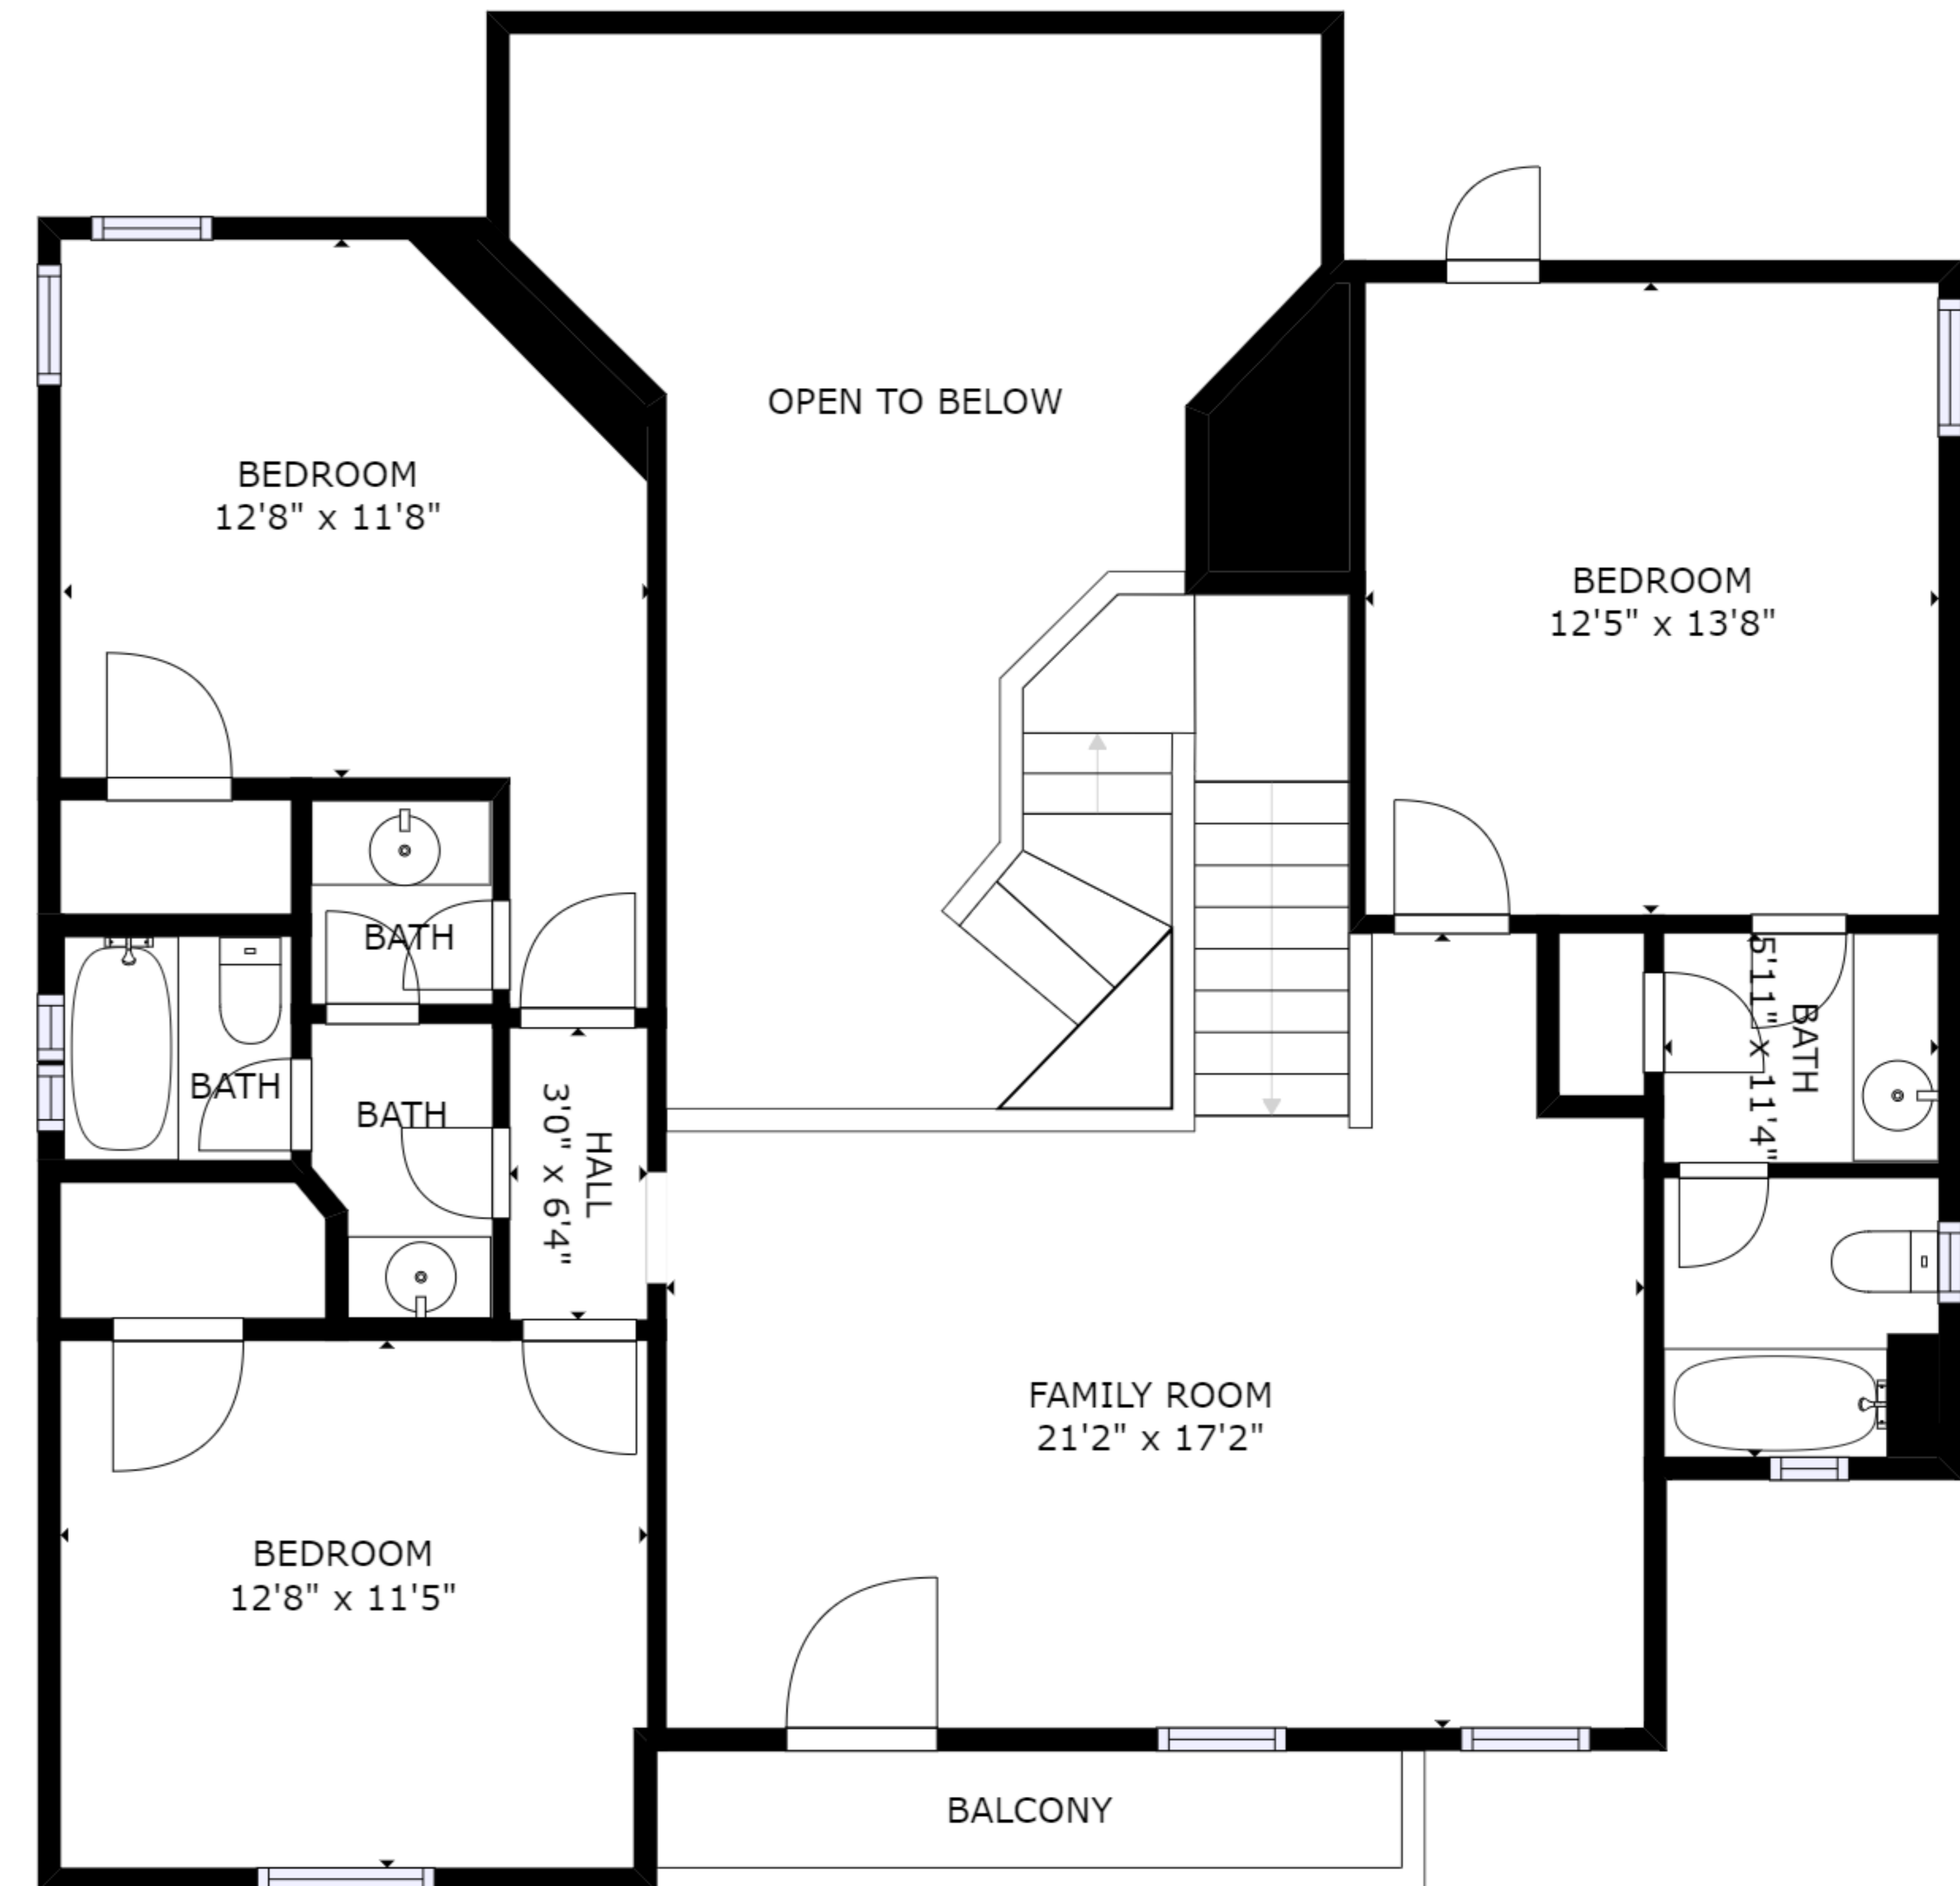 OPEN TO BELOW
BEDROOM
12'8" x 11'8"
BEDROOM
12'5" x 13'8"
BATH
BATH
BATH
HALL
3'0" x 6'4"
BATH
5'11" x 11'4"
FAMILY ROOM
21'2" x 17'2"
BEDROOM
12'8" x 11'5"
BALCONY